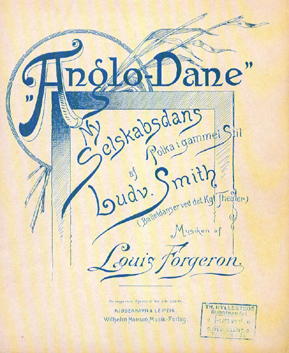 "Anglo-Dane"
Ny
Selskabsdans
Polka i gammel Stil
af
Ludv. Smith
(Balletdanser ved det Kgl. Theater.)
Musiken af
Louis Forgeron.
KJØBENHAVN & LEIPZIG
Wilhelm Hansen, Musik-Forlag.